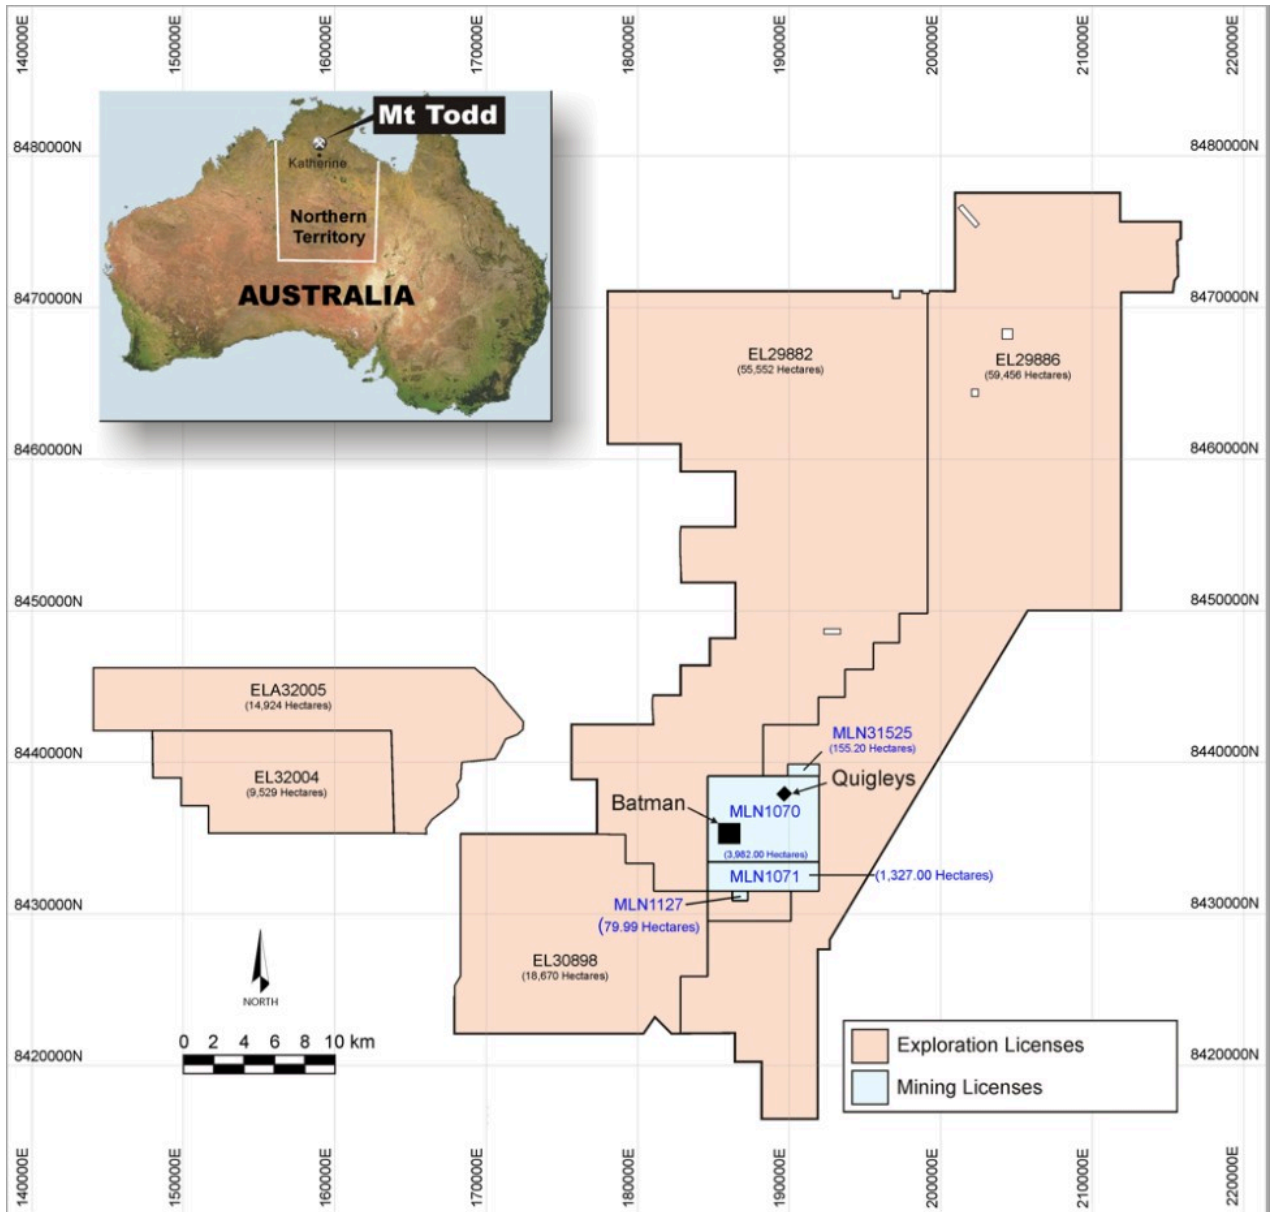 140000E
150000E
160000E
170000E
180000E
190000E
200000E
210000E
220000E
Mt Todd
Katherine
Northern
Territory
AUSTRALIA
8480000N
8480000N
8470000N
8470000N
EL29882
(55,552 Hectares)
EL29886
(59,456 Hectares)
8460000N
8460000N
8450000N
8450000N
ELA32005
(14,924 Hectares)
MLN31525
(155.20 Hectares)
8440000N
8440000N
EL32004
(9,529 Hectares)
Quigleys
Batman
MLN1070
(3,982.00 Hectares)
MLN1071
(1,327.00 Hectares)
MLN1127
(79.99 Hectares)
8430000N
8430000N
EL30898
(18,670 Hectares)
NORTH
0 2 4 6 8 10 km
Exploration Licenses
Mining Licenses
8420000N
8420000N
140000E
150000E
160000E
170000E
180000E
190000E
200000E
210000E
220000E